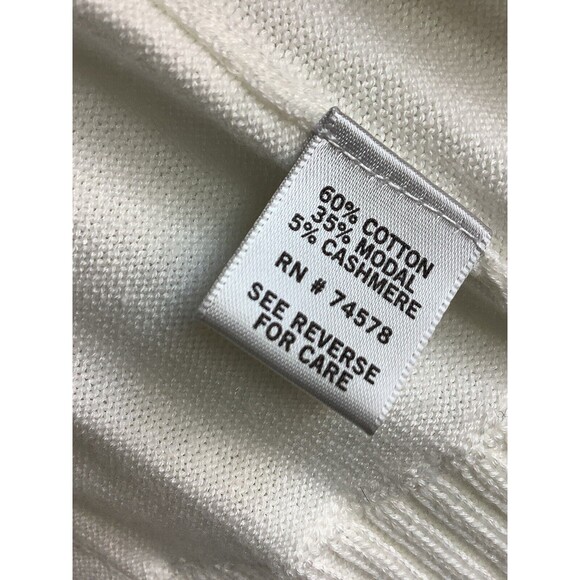 60% COTTON
35% MODAL
5% CASHMERE
RN # 74578
SEE REVERSE
FOR CARE